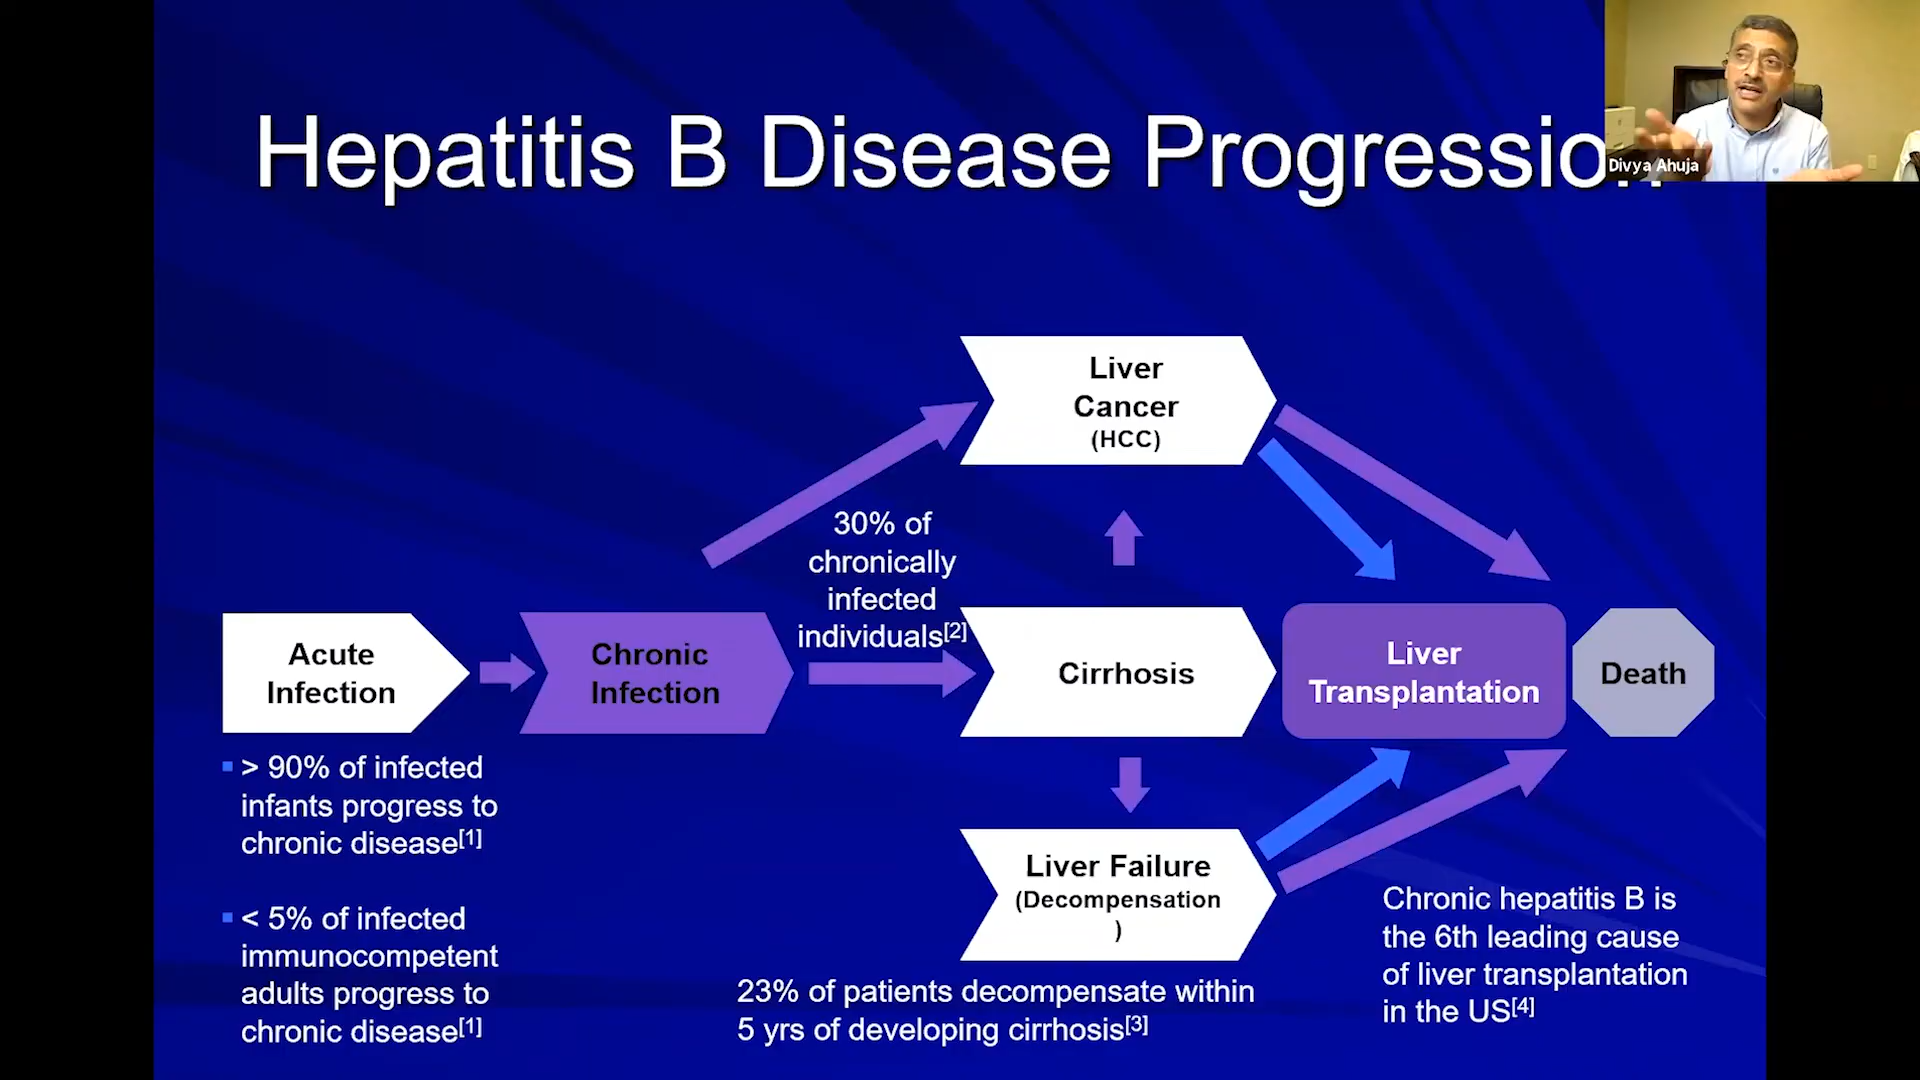 Hepatitis B Disease Progression
Divya Ahuja
Liver
Cancer
(HCC)
30% of
chronically
infected
individuals[2]
Acute
Infection
Chronic
Infection
Cirrhosis
Liver
Transplantation
Death
> 90% of infected
infants progress to
chronic disease[1]
< 5% of infected
immunocompetent
adults progress to
chronic disease[1]
Liver Failure
(Decompensation
)
23% of patients decompensate within
5 yrs of developing cirrhosis[3]
Chronic hepatitis B is
the 6th leading cause
of liver transplantation
in the US[4]